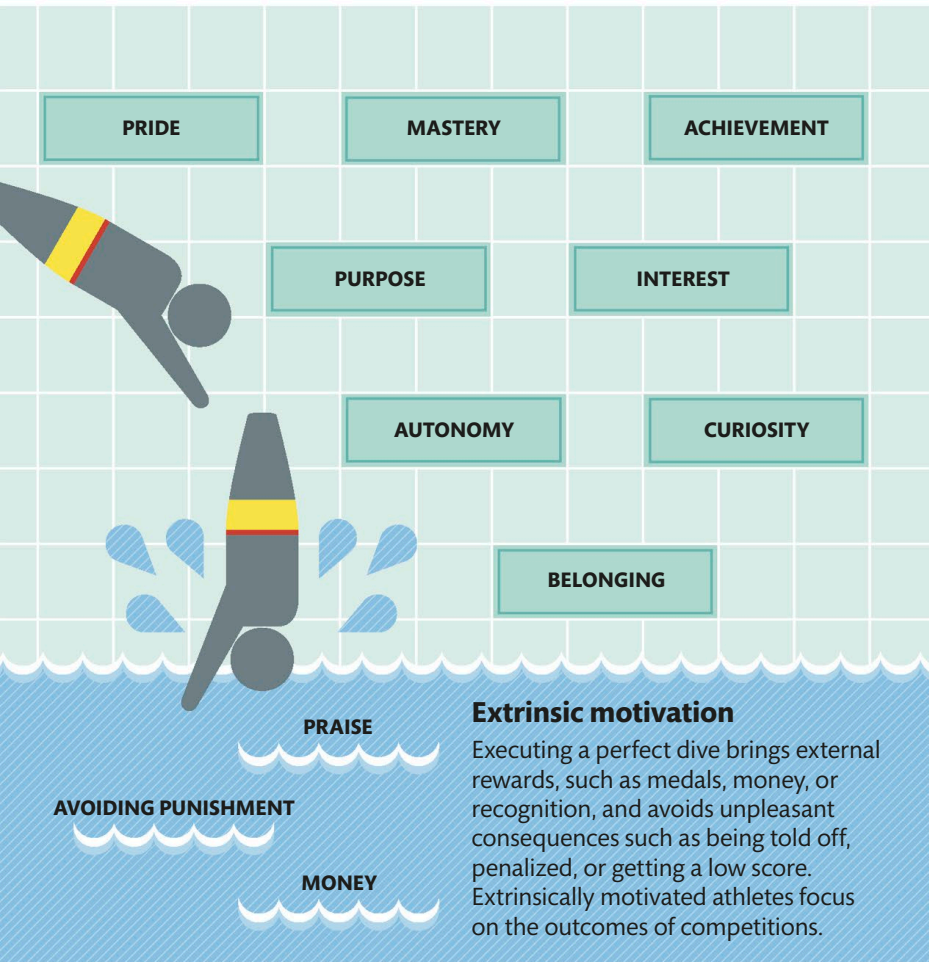 PRIDE
MASTERY
ACHIEVEMENT
PURPOSE
INTEREST
AUTONOMY
CURIOSITY
BELONGING
PRAISE
AVOIDING PUNISHMENT
MONEY
Extrinsic motivation
Executing a perfect dive brings external
rewards, such as medals, money, or
recognition, and avoids unpleasant
consequences such as being told off,
penalized, or getting a low score.
Extrinsically motivated athletes focus
on the outcomes of competitions.